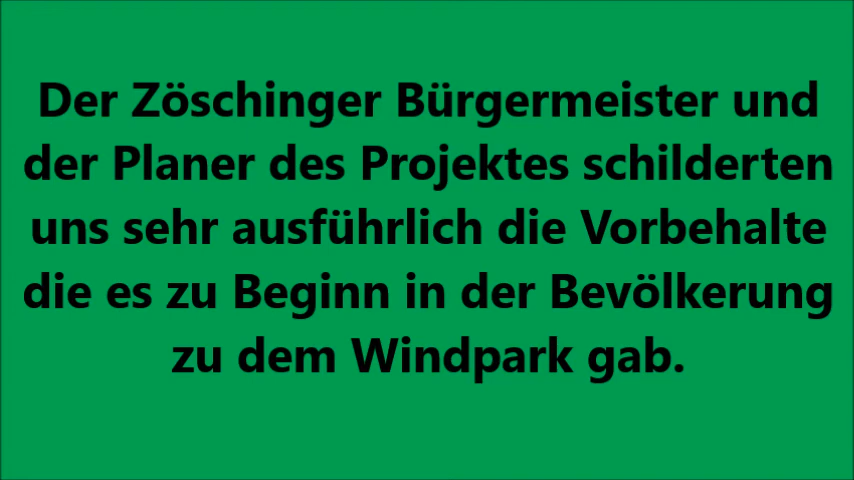 Der Zöschinger Bürgermeister und
der Planer des Projektes schilderten
uns sehr ausführlich die Vorbehalte
die es zu Beginn in der Bevölkerung
zu dem Windpark gab.